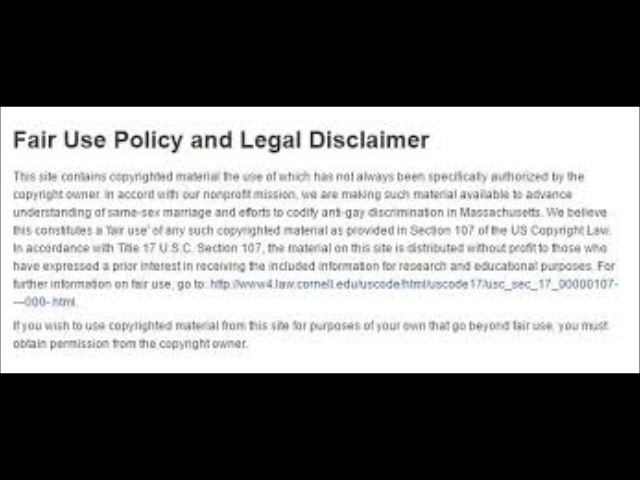 Fair Use Policy and Legal Disclaimer
This site contains copyrighted material the use of which has not always been specifically authorized by the
copyright owner. In accord with our nonprofit mission, we are making such material available to advance
understanding of same-sex marriage and efforts to codify anti-gay discrimination in Massachusetts. We believe
this constitutes a 'fair use' of any such copyrighted material as provided in Section 107 of the US Copyright Law.
In accordance with Title 17 U.S.C. Section 107, the material on this site is distributed without profit to those who
have expressed a prior interest in receiving the included information for research and educational purposes. For
further information on fair use, go to: http://www4.law.cornell.edu/uscode/html/uscode17/usc_sec_17_00000107-
---000-.html.
If you wish to use copyrighted material from this site for purposes of your own that go beyond fair use, you must
obtain permission from the copyright owner.